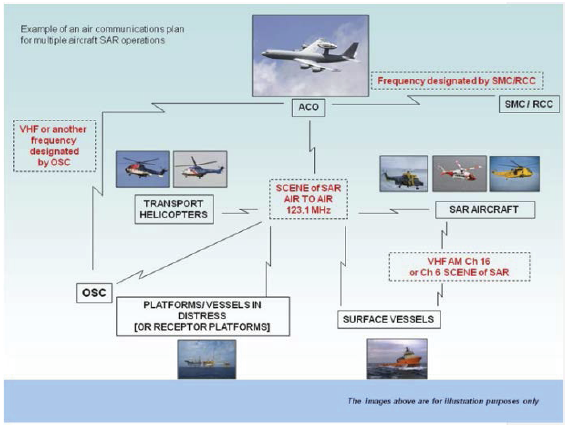 Example of an air communications plan
for multiple aircraft SAR operations
Frequency designated by SMC/RCC
ACO
SMC / RCC
VHF or another
frequency
designated
by OSC
TRANSPORT
HELICOPTERS
SCENE of SAR
AIR TO AIR
123.1 MHz
SAR AIRCRAFT
VHF AM Ch 16
or Ch 6 SCENE of SAR
OSC
PLATFORMS/VESSELS IN
DISTRESS
[OR RECEPTOR PLATFORMS]
SURFACE VESSELS
The images above are for illustration purposes only